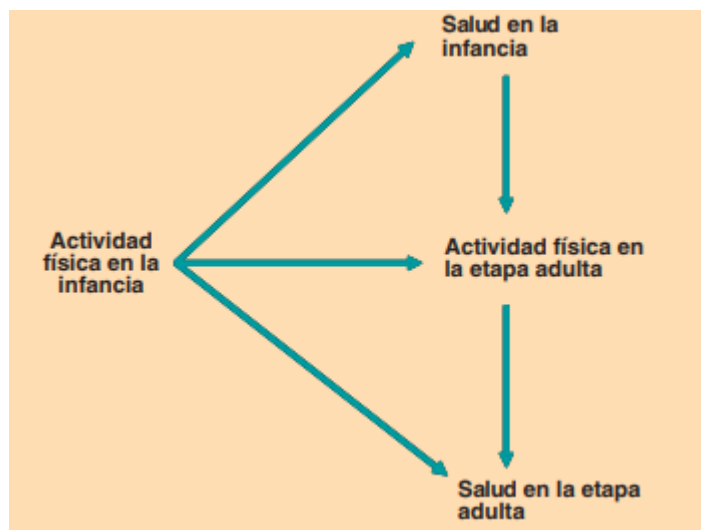 Salud en la
infancia
Actividad
física en la
infancia
Actividad física en
la etapa adulta
Salud en la etapa
adulta